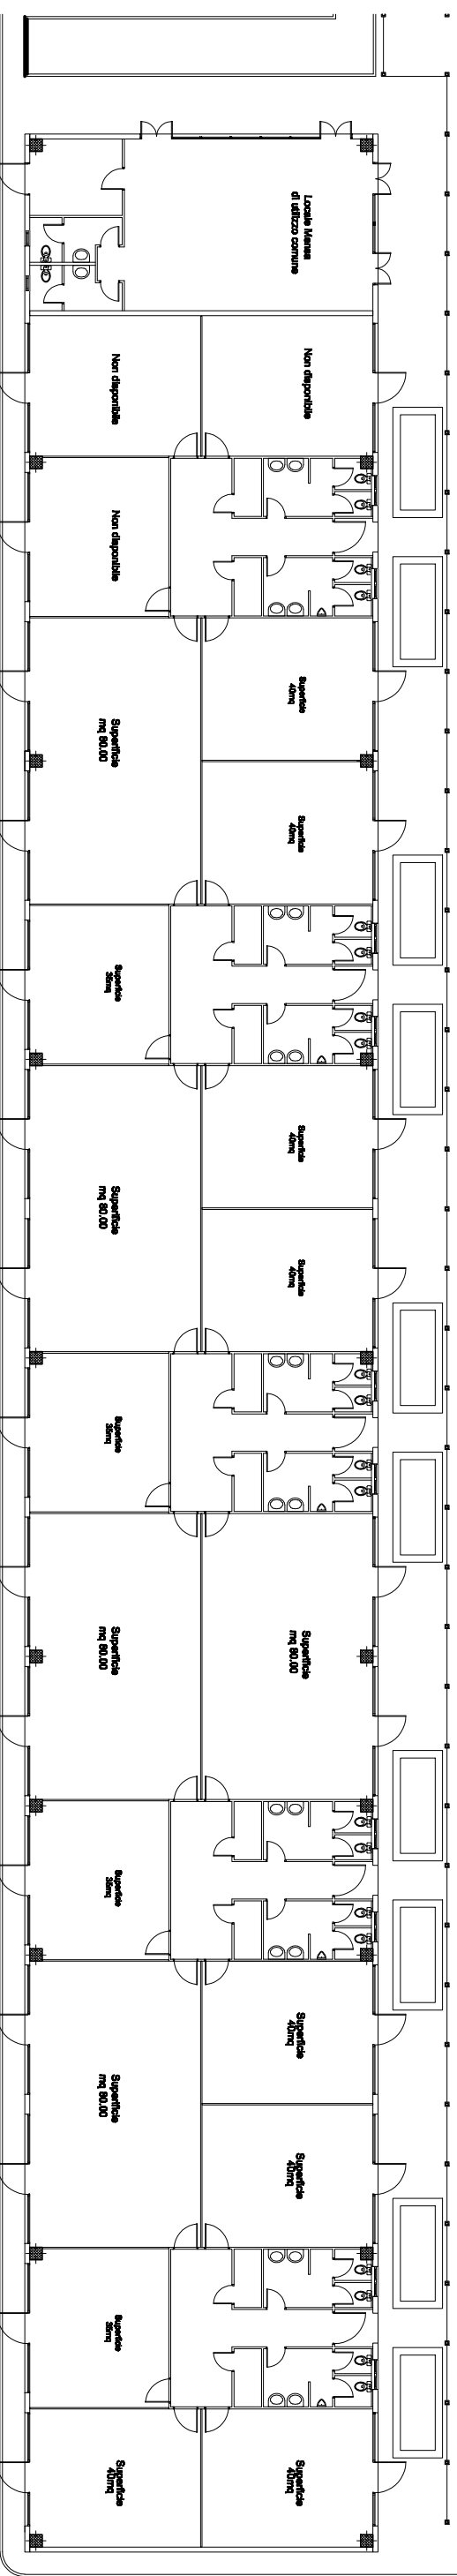 Locale Mensa
di utilizzo comune
Non disponibile
Non disponibile
Non disponibile
Superficie
40mq
Superficie
mq 80.00
Superficie
40mq
Superficie
35mq
Superficie
40mq
Superficie
mq 80.00
Superficie
40mq
Superficie
35mq
Superficie
mq 80.00
Superficie
mq 80.00
Superficie
35mq
Superficie
40mq
Superficie
mq 80.00
Superficie
40mq
Superficie
35mq
Superficie
40mq
Superficie
40mq